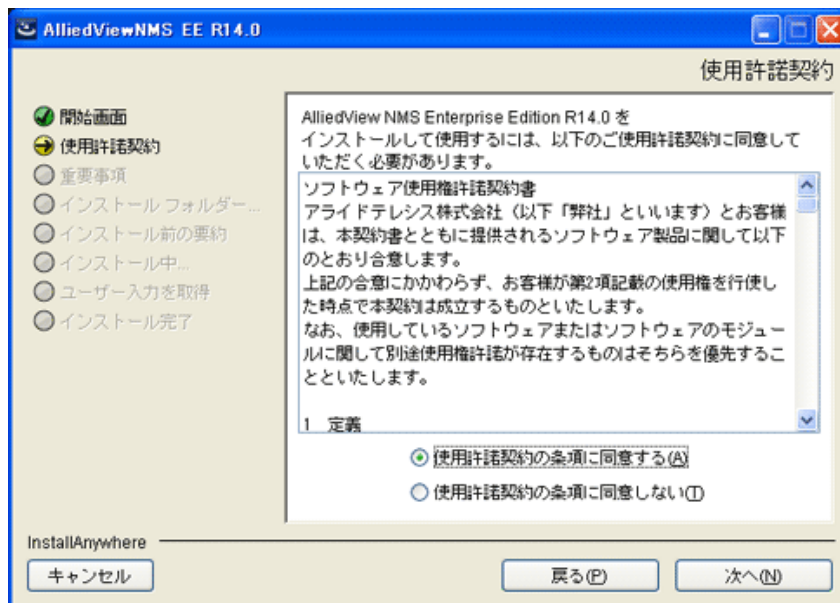 AlliedViewNMS EE R14.0
使用許諾契約
開始画面
使用許諾契約
重要事項
インストール フォルダー...
インストール前の要約
インストール中...
ユーザー入力を取得
インストール完了
AlliedView NMS Enterprise Edition R14.0 を
インストールして使用するには、以下のご使用許諾契約に同意して
いただく必要があります。
ソフトウェア使用権許諾契約書
アライドテレシス株式会社（以下「弊社」といいます）とお客様
は、本契約書とともに提供されるソフトウェア製品に関して以下
のとおり合意します。
上記の合意にかかわらず、お客様が第2項記載の使用権を行使し
た時点で本契約は成立するものといたします。
なお、使用しているソフトウェアまたはソフトウェアのモジュー
ルに関して別途使用権許諾が存在するものはそちらを優先するこ
とといたします。
1 定義
使用許諾契約の条項に同意する(A)
使用許諾契約の条項に同意しない(T)
InstallAnywhere
キャンセル
戻る(P)
次へ(N)